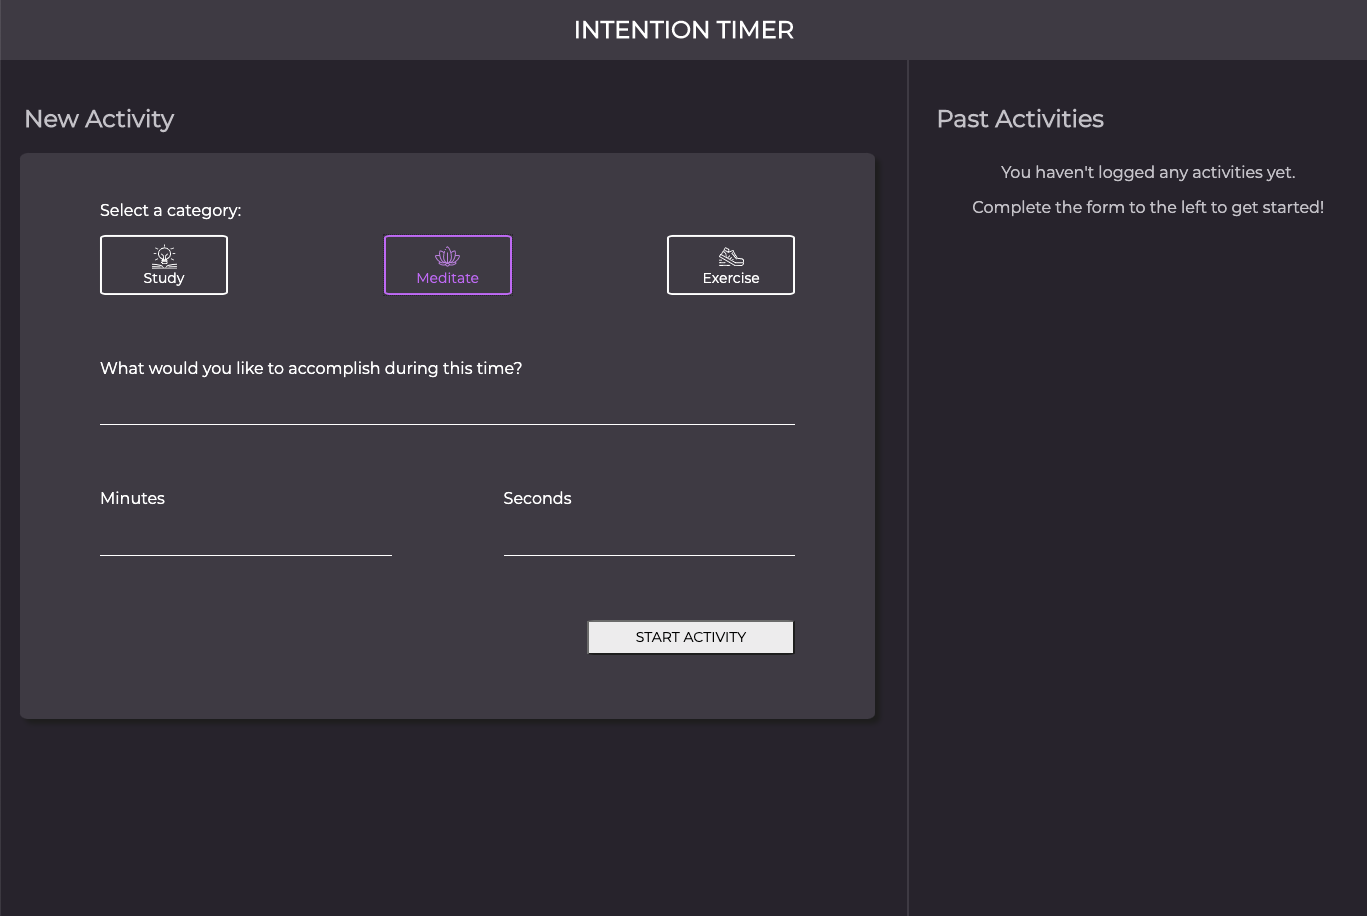 INTENTION TIMER
New Activity
Select a category:
Study
Meditate
Exercise
What would you like to accomplish during this time?
Minutes
Seconds
START ACTIVITY
Past Activities
You haven't logged any activities yet.
Complete the form to the left to get started!